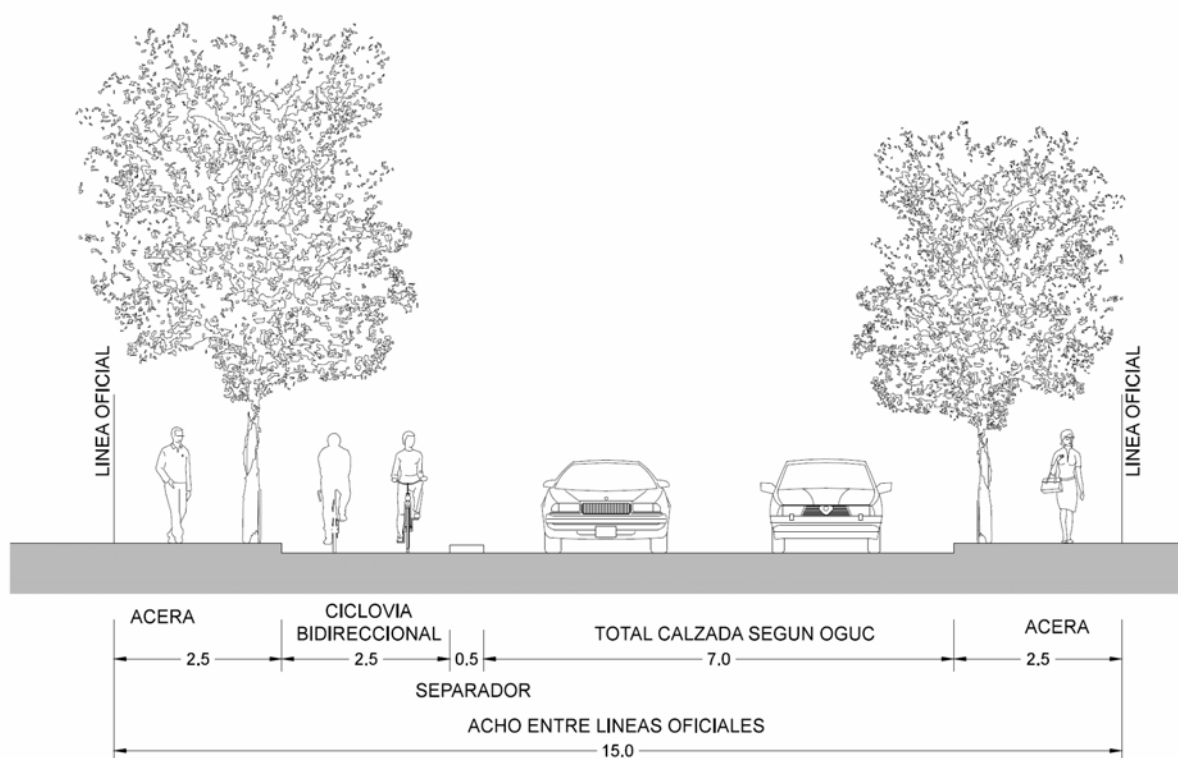 LINEA OFICIAL
LINEA OFICIAL
ACERA
CICLOVIA
BIDIRECCIONAL
TOTAL CALZADA SEGUN OGUC
ACERA
2.5
2.5
0.5
7.0
2.5
SEPARADOR
ACHO ENTRE LINEAS OFICIALES
15.0